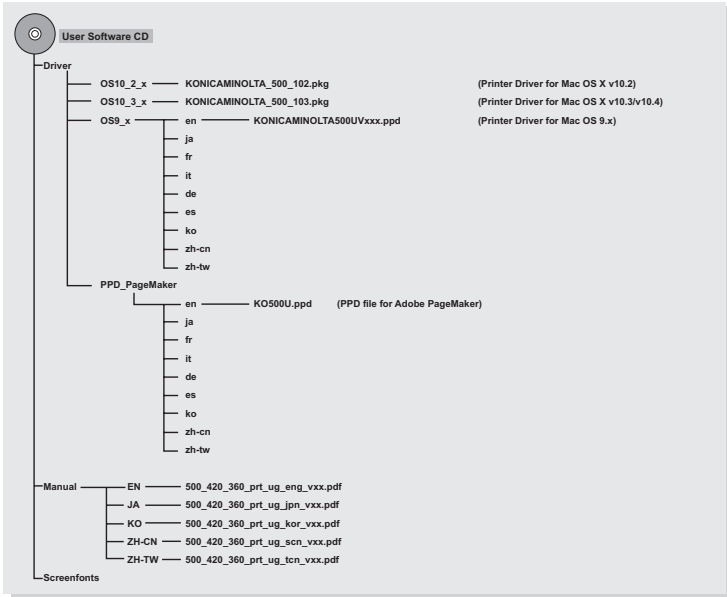 User Software CD
Driver
OS10_2_x KONICAMINOLTA_500_102.pkg (Printer Driver for Mac OS X v10.2)
OS10_3_x KONICAMINOLTA_500_103.pkg (Printer Driver for Mac OS X v10.3/v10.4)
OS9_x en KONICAMINOLTA500UVxxx.ppd (Printer Driver for Mac OS 9.x)
ja
fr
it
de
es
ko
zh-cn
zh-tw
PPD_PageMaker
en KO500U.ppd (PPD file for Adobe PageMaker)
ja
fr
it
de
es
ko
zh-cn
zh-tw
Manual EN 500_420_360_prt_ug_eng_vxx.pdf
JA 500_420_360_prt_ug_jpn_vxx.pdf
KO 500_420_360_prt_ug_kor_vxx.pdf
ZH-CN 500_420_360_prt_ug_scn_vxx.pdf
ZH-TW 500_420_360_prt_ug_tcn_vxx.pdf
Screenfonts